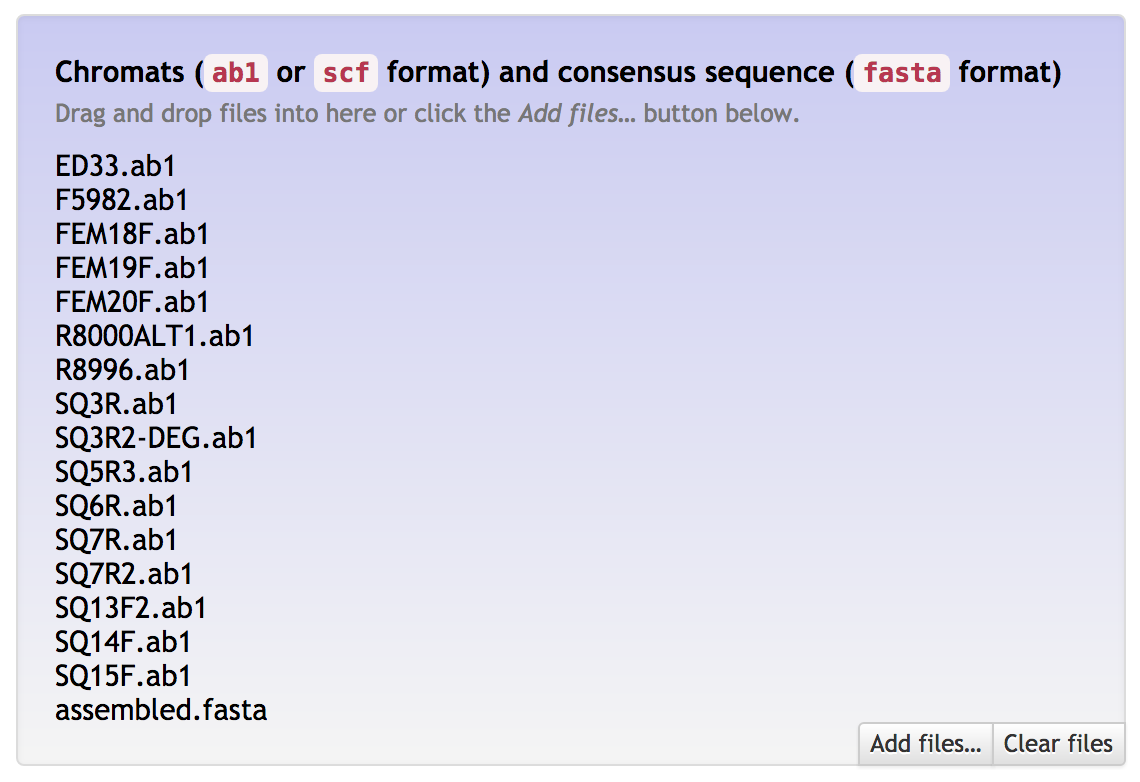 Chromats (ab1 or scf format) and consensus sequence (fasta format)
Drag and drop files into here or click the Add files… button below.
ED33.ab1
F5982.ab1
FEM18F.ab1
FEM19F.ab1
FEM20F.ab1
R8000ALT1.ab1
R8996.ab1
SQ3R.ab1
SQ3R2-DEG.ab1
SQ5R3.ab1
SQ6R.ab1
SQ7R.ab1
SQ7R2.ab1
SQ13F2.ab1
SQ14F.ab1
SQ15F.ab1
assembled.fasta
Add files… Clear files